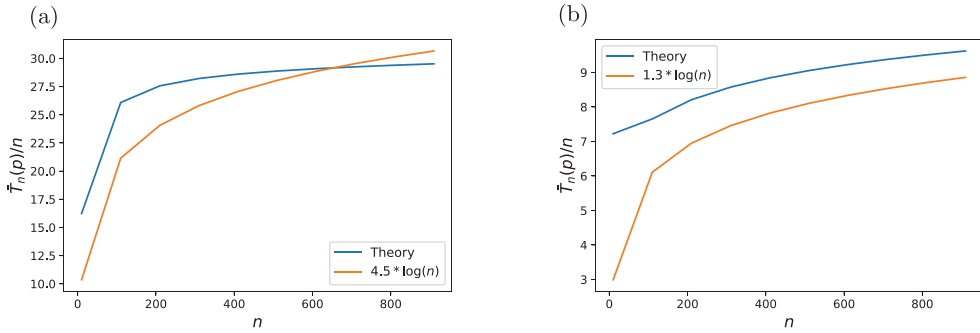 (a)
T̄ₙ(p)/n
30.0
27.5
25.0
22.5
20.0
17.5
15.0
12.5
10.0
Theory
4.5*log(n)
0
200
400
600
800
n
(b)
T̄ₙ(p)/n
9
8
7
6
5
4
3
Theory
1.3*log(n)
0
200
400
600
800
n